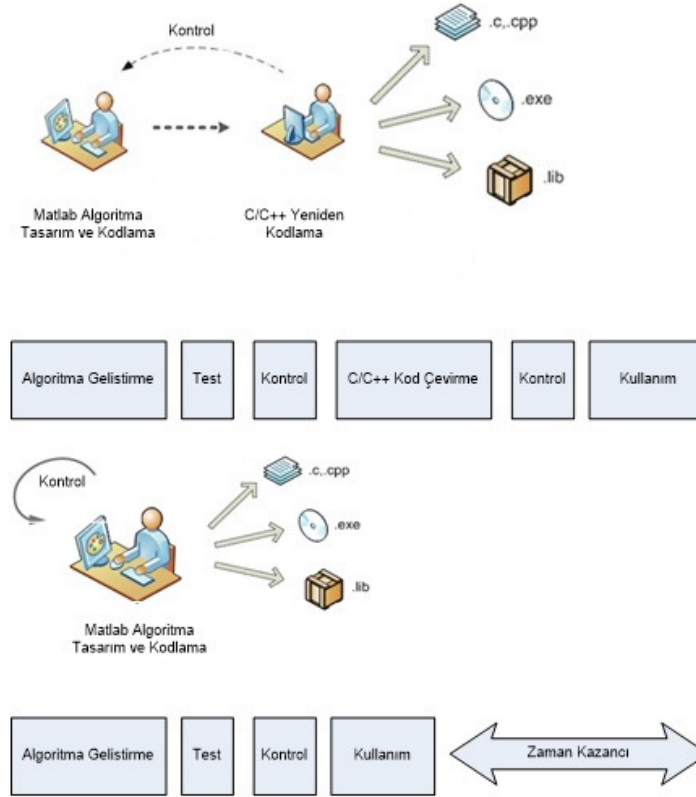 Kontrol
.c,.cpp
.exe
.lib
Matlab Algoritma
Tasarım ve Kodlama
C/C++ Yeniden
Kodlama
Algoritma Gelistirme
Test
Kontrol
C/C++ Kod Çevirme
Kontrol
Kullanım
Kontrol
.c,.cpp
.exe
.lib
Matlab Algoritma
Tasarım ve Kodlama
Algoritma Gelistirme
Test
Kontrol
Kullanım
Zaman Kazancı